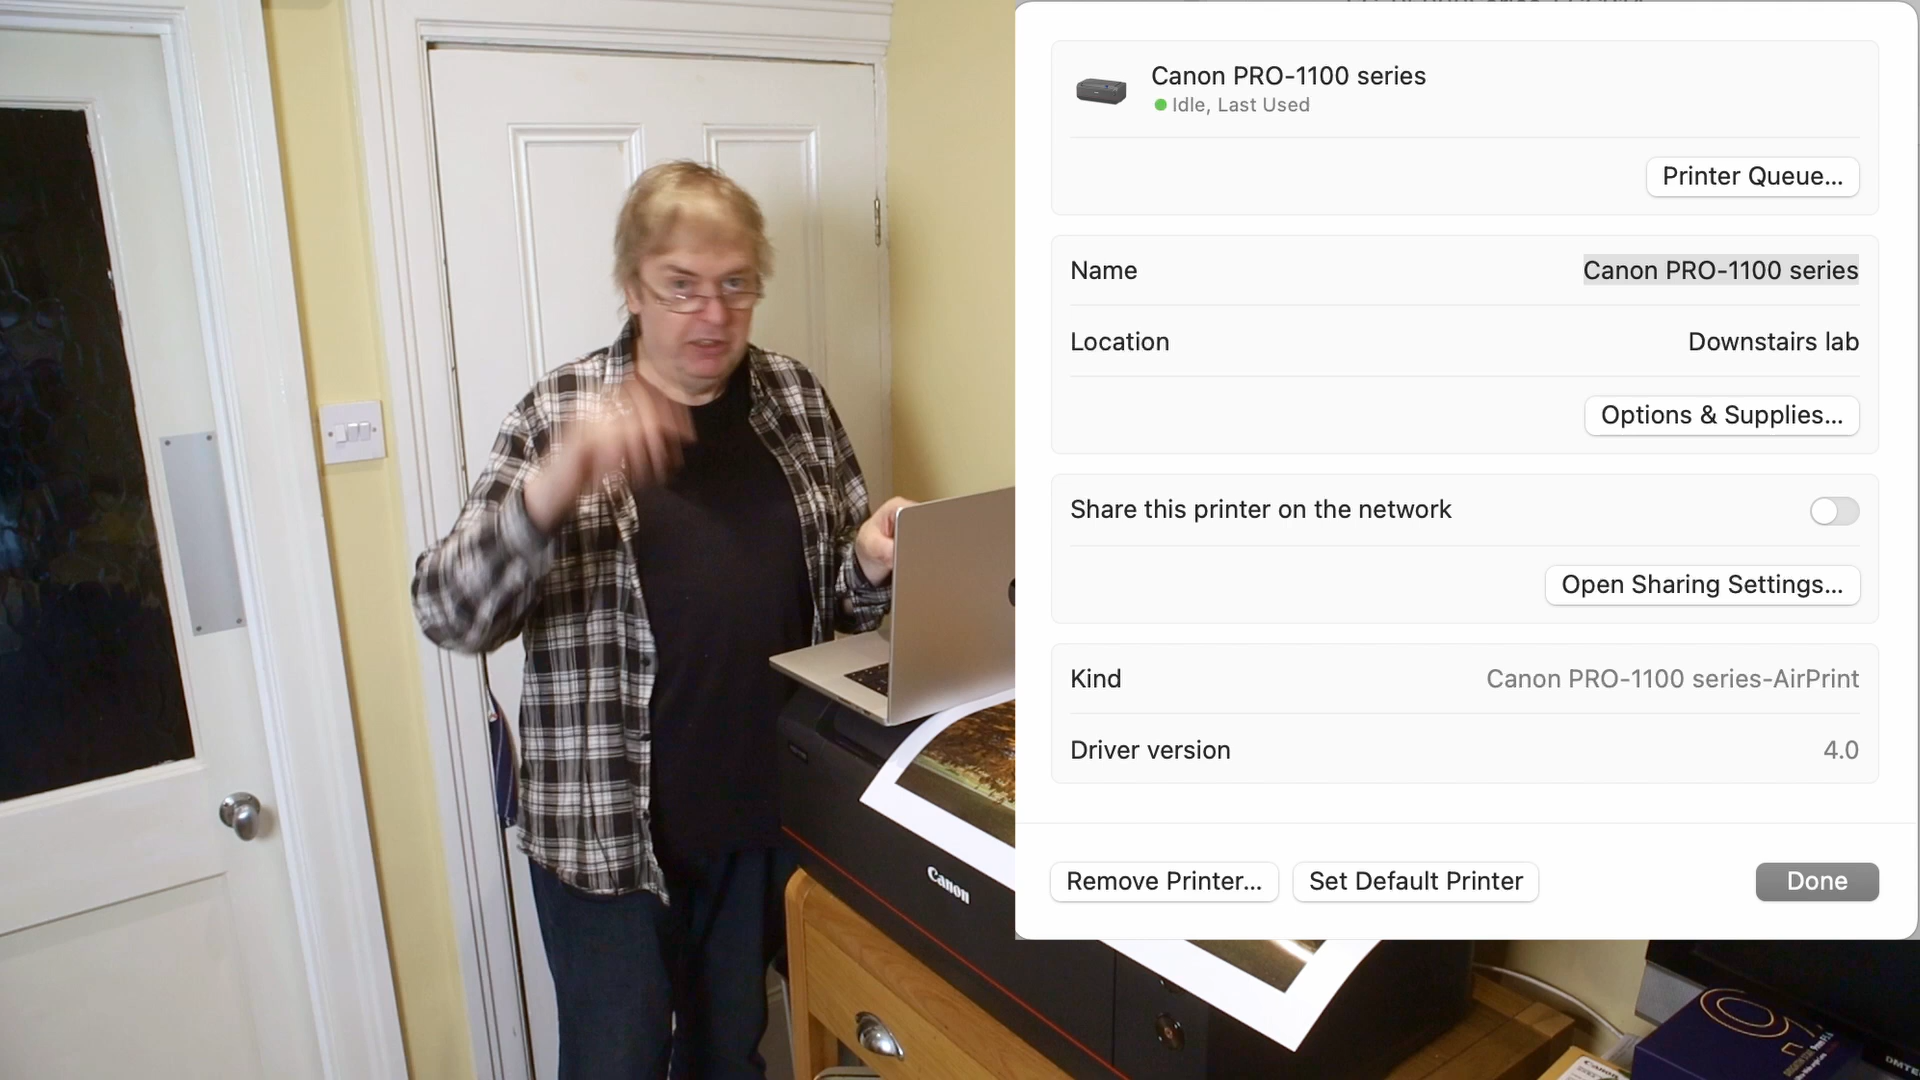 Canon PRO-1100 series
Idle, Last Used
Printer Queue...
Name
Canon PRO-1100 series
Location
Downstairs lab
Options & Supplies...
Share this printer on the network
Open Sharing Settings...
Kind
Canon PRO-1100 series-AirPrint
Driver version
4.0
Remove Printer...
Set Default Printer
Done
Canon
Canon